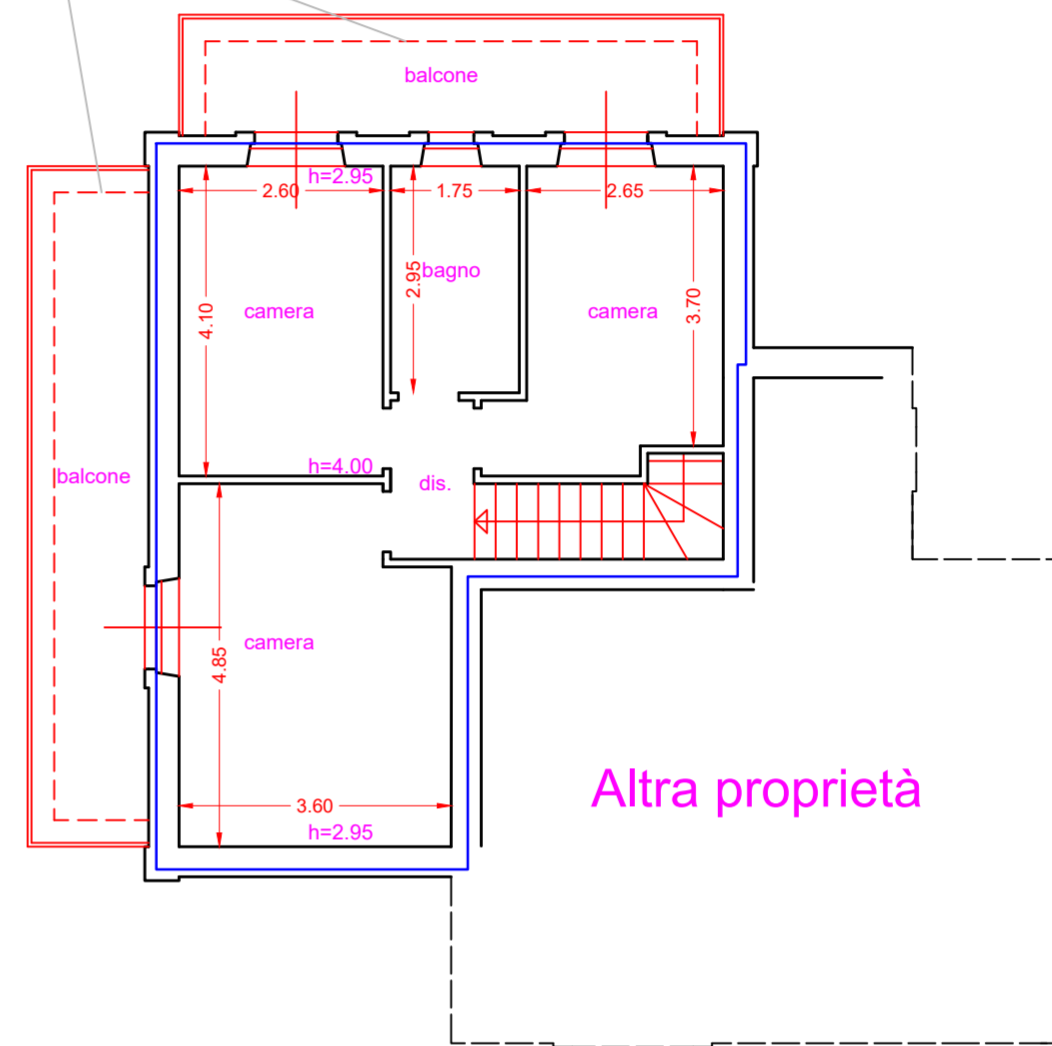 balcone
h=2.95
2.60
1.75
2.65
2.95
bagno
4.10
camera
camera
3.70
h=4.00
balcone
dis.
camera
4.85
Altra proprietà
3.60
h=2.95